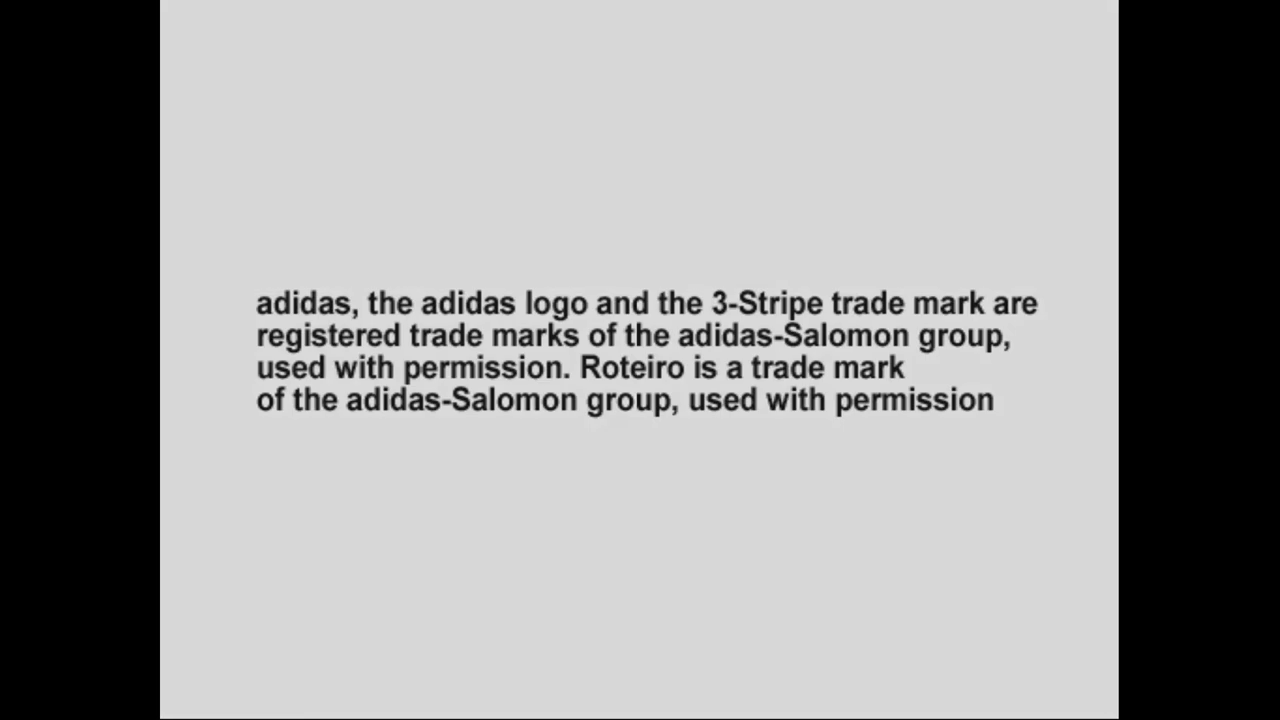 adidas, the adidas logo and the 3-Stripe trade mark are
registered trade marks of the adidas-Salomon group,
used with permission. Roteiro is a trade mark
of the adidas-Salomon group, used with permission